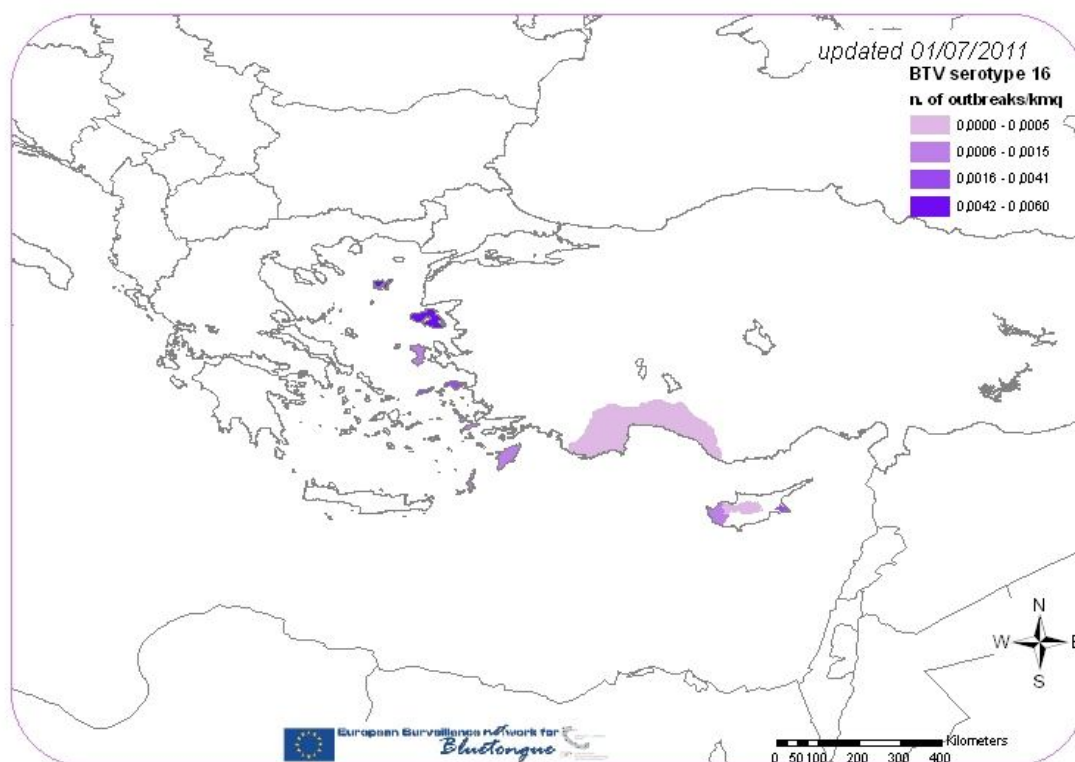 updated 01/07/2011
BTV serotype 16
n. of outbreaks/kmq
0,0000 - 0,0005
0,0006 - 0,0015
0,0016 - 0,0041
0,0042 - 0,0060
N
W E
S
European Surveillance network for
Bluetongue
Kilometers
0 50 100 200 300 400